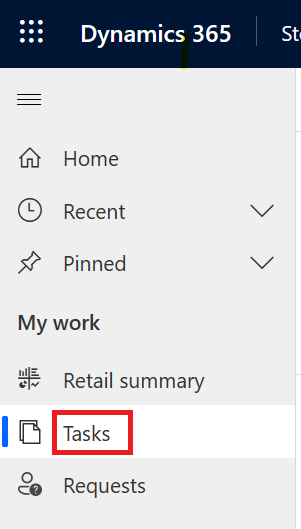 Dynamics 365
Home
Recent
Pinned
My work
Retail summary
Tasks
Requests